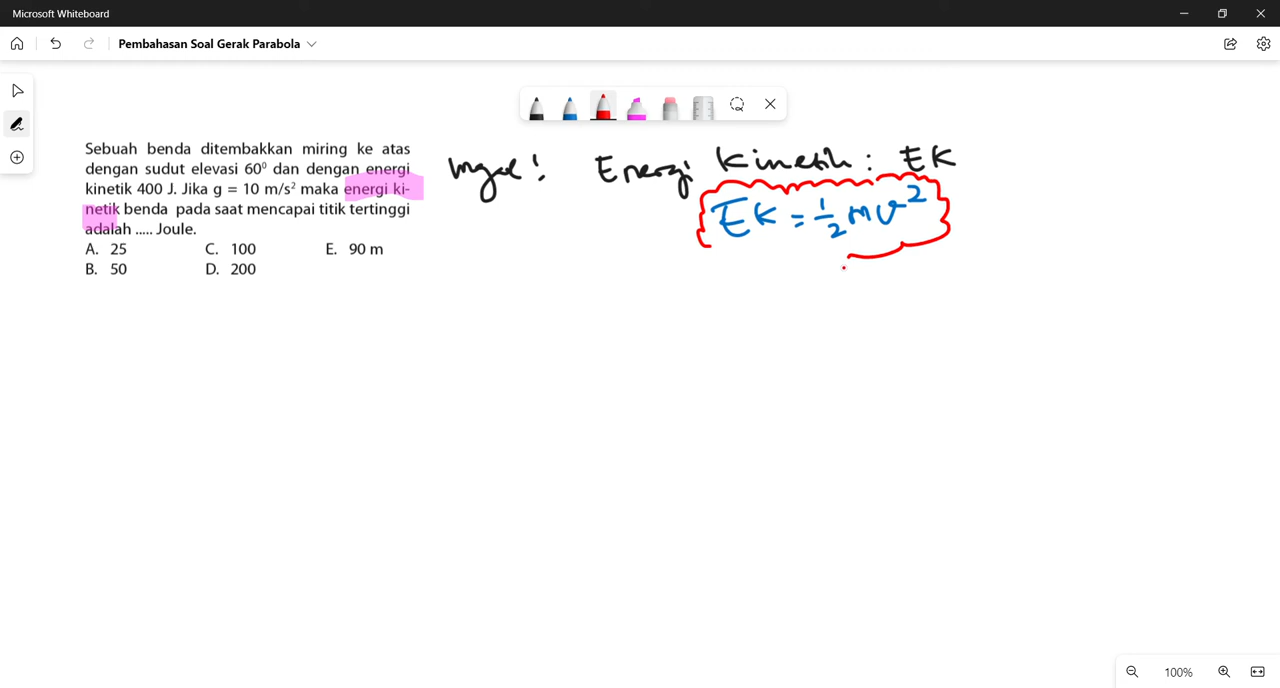 Microsoft Whiteboard
Pembahasan Soal Gerak Parabola
Sebuah benda ditembakkan miring ke atas
dengan sudut elevasi 60⁰ dan dengan energi
kinetik 400 J. Jika g = 10 m/s² maka energi ki-
netik benda pada saat mencapai titik tertinggi
adalah ..... Joule.
A. 25 C. 100 E. 90 m
B. 50 D. 200
Energi Kinetik : EK
EK = ½ mv²
100%